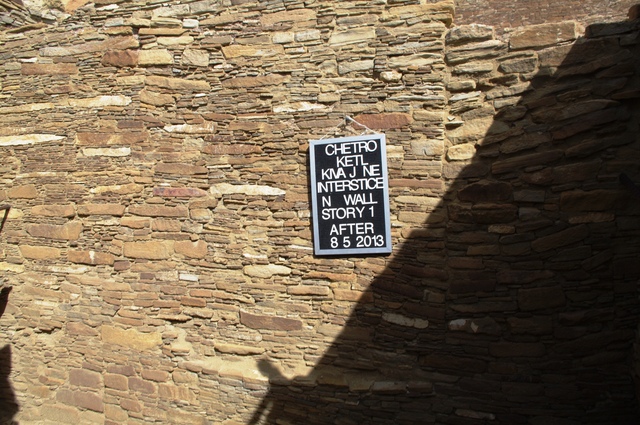 CHETRO
KETL
KIVA J NE
INTERSTICE
N WALL
STORY 1
AFTER
8 5 2013